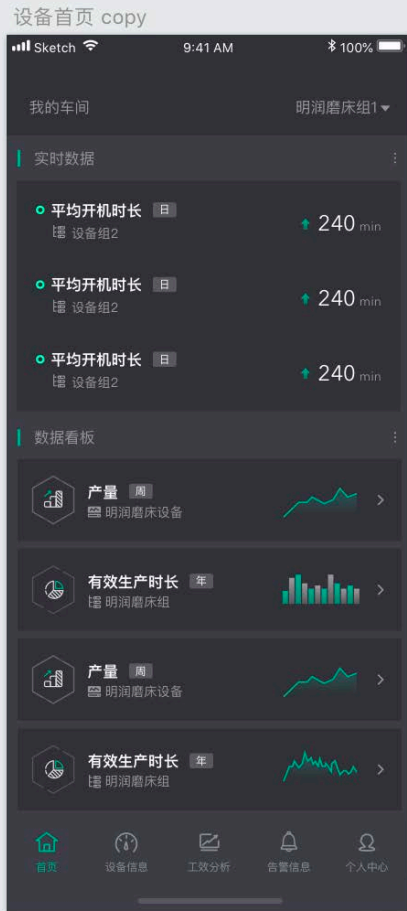 设备首页 copy
Sketch 9:41 AM 100%
我的车间 明润磨床组1
实时数据
平均开机时长 日
设备组2
240 min
平均开机时长 日
设备组2
240 min
平均开机时长 日
设备组2
240 min
数据看板
产量 周
明润磨床设备
有效生产时长 年
明润磨床组
产量 周
明润磨床设备
有效生产时长 年
明润磨床组
首页 设备信息 工效分析 告警信息 个人中心